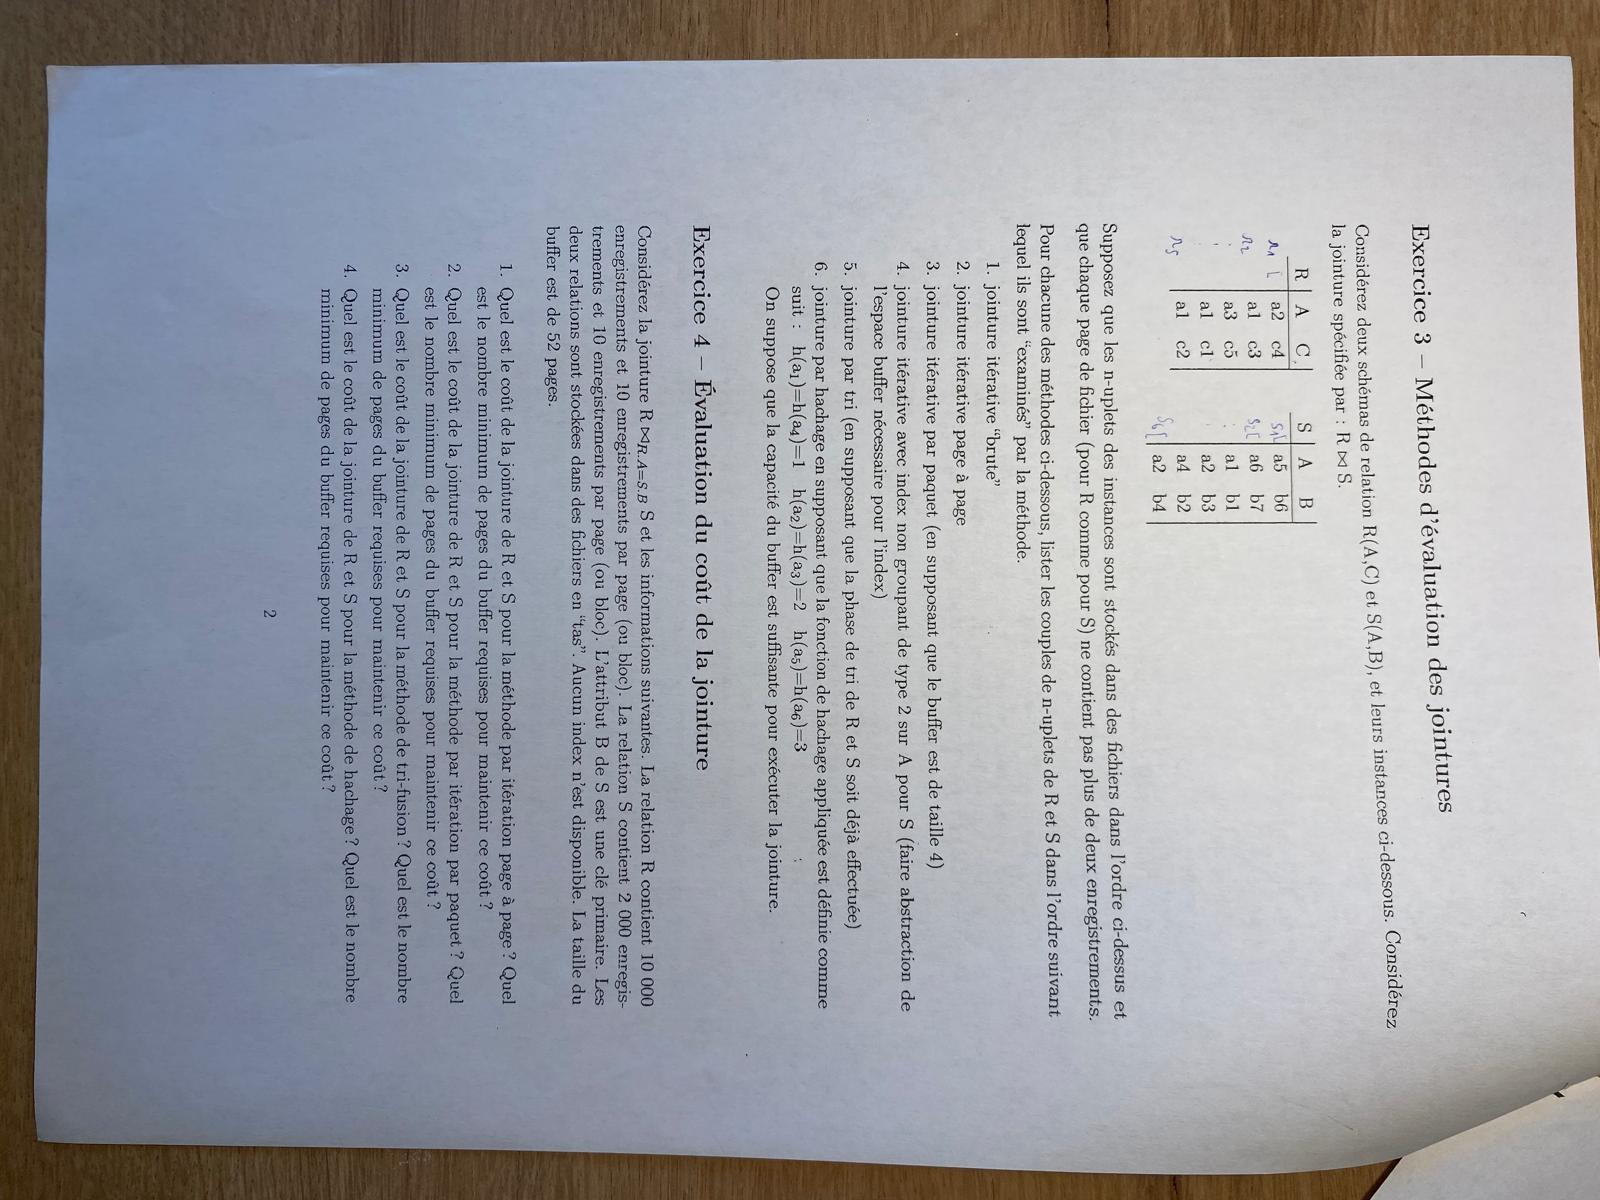 Exercice 3 – Méthodes d'évaluation des jointures
Considérez deux schémas de relation R(A,C) et S(A,B), et leurs instances ci-dessous. Considérez
la jointure spécifiée par : R ⋈ S.
R A C S A B
r1 [ a2 c4 S1[ a5 b6
r2 a1 c3 S2[ a6 b7
a3 c5 a1 b1
a1 c1 a2 b3
r5 a1 c2 a4 b2
S6[ a2 b4
Supposez que les n-uplets des instances sont stockés dans des fichiers dans l'ordre ci-dessus et
que chaque page de fichier (pour R comme pour S) ne contient pas plus de deux enregistrements.
Pour chacune des méthodes ci-dessous, lister les couples de n-uplets de R et S dans l'ordre suivant
lequel ils sont “examinés” par la méthode.
1. jointure itérative “brute”
2. jointure itérative page à page
3. jointure itérative par paquet (en supposant que le buffer est de taille 4)
4. jointure itérative avec index non groupant de type 2 sur A pour S (faire abstraction de
l'espace buffer nécessaire pour l'index)
5. jointure par tri (en supposant que la phase de tri de R et S soit déjà effectuée)
6. jointure par hachage en supposant que la fonction de hachage appliquée est définie comme
suit : h(a₁)=h(a₄)=1 h(a₂)=h(a₃)=2 h(a₅)=h(a₆)=3
On suppose que la capacité du buffer est suffisante pour exécuter la jointure.
Exercice 4 – Évaluation du coût de la jointure
Considérez la jointure R ⋈R.A=S.B S et les informations suivantes. La relation R contient 10 000
enregistrements et 10 enregistrements par page (ou bloc). La relation S contient 2 000 enregis-
trements et 10 enregistrements par page (ou bloc). L'attribut B de S est une clé primaire. Les
deux relations sont stockées dans des fichiers en “tas”. Aucun index n'est disponible. La taille du
buffer est de 52 pages.
1. Quel est le coût de la jointure de R et S pour la méthode par itération page à page ? Quel
est le nombre minimum de pages du buffer requises pour maintenir ce coût ?
2. Quel est le coût de la jointure de R et S pour la méthode par itération par paquet ? Quel
est le nombre minimum de pages du buffer requises pour maintenir ce coût ?
3. Quel est le coût de la jointure de R et S pour la méthode de tri-fusion ? Quel est le nombre
minimum de pages du buffer requises pour maintenir ce coût ?
4. Quel est le coût de la jointure de R et S pour la méthode de hachage ? Quel est le nombre
minimum de pages du buffer requises pour maintenir ce coût ?
2